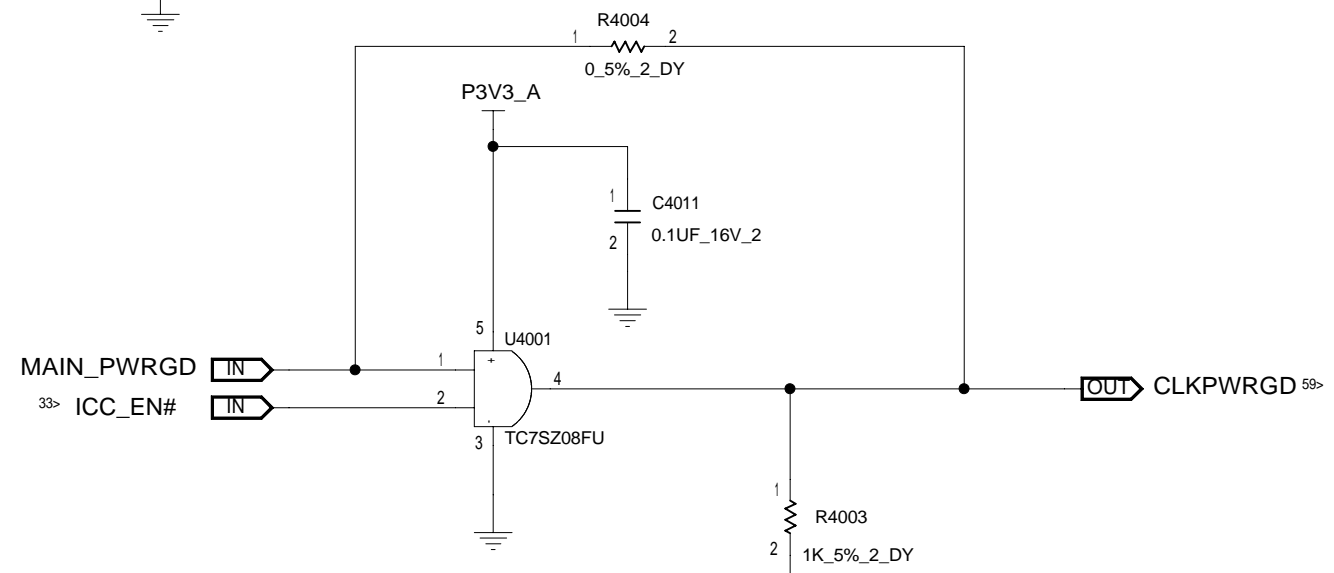 R4004
1 2
0_5%_2_DY
P3V3_A
1
C4011
0.1UF_16V_2
2
5
U4001
+
MAIN_PWRGD IN
1
4
OUT CLKPWRGD 59>
33> ICC_EN# IN
2
-
3
TC7SZ08FU
1
R4003
2
1K_5%_2_DY